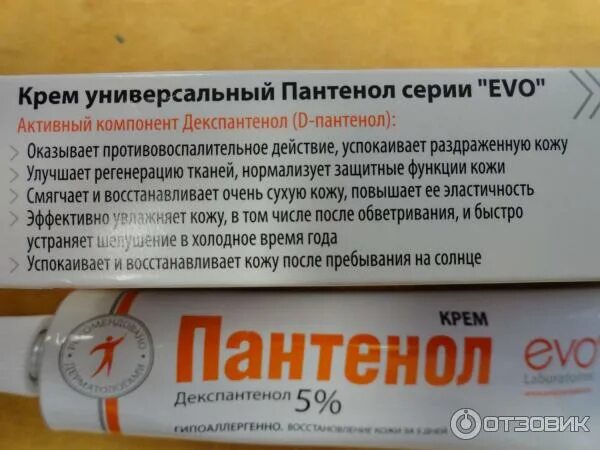 Крем универсальный Пантенол серии "EVO"
Активный компонент Декспантенол (D-пантенол):
Оказывает противовоспалительное действие, успокаивает раздраженную кожу
Улучшает регенерацию тканей, нормализует защитные функции кожи
Смягчает и восстанавливает очень сухую кожу, повышает ее эластичность
Эффективно увлажняет кожу, в том числе после обветривания, и быстро
устраняет шелушение в холодное время года
Успокаивает и восстанавливает кожу после пребывания на солнце
РЕКОМЕНДОВАНО
ДЕРМАТОЛОГАМИ
КРЕМ
Пантенол
Декспантенол 5%
ГИПОАЛЛЕРГЕННО. ВОССТАНОВЛЕНИЕ КОЖИ ЗА 5 ДНЕЙ
evo
Laboratoires
ОТЗОВИК